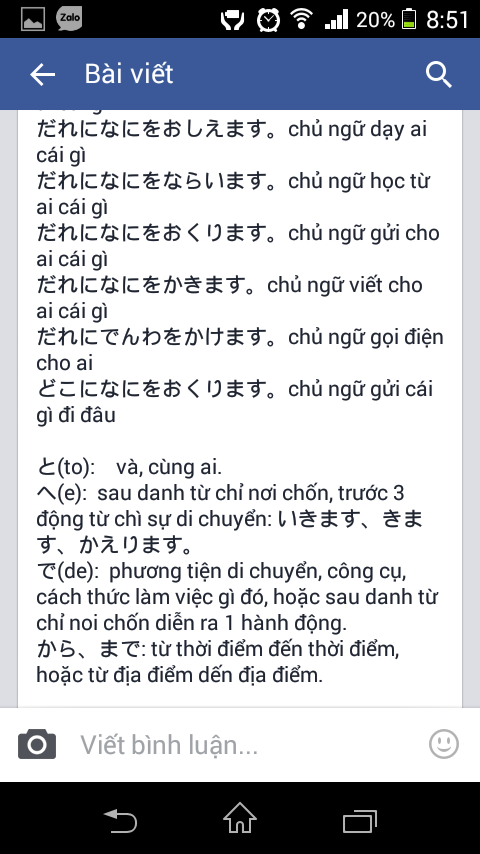 Zalo
20%
8:51
Bài viết
だれになにをおしえます。chủ ngữ dạy ai
cái gì
だれになにをならいます。chủ ngữ học từ
ai cái gì
だれになにをおくります。chủ ngữ gửi cho
ai cái gì
だれになにをかきます。chủ ngữ viết cho
ai cái gì
だれにでんわをかけます。chủ ngữ gọi điện
cho ai
どこになにをおくります。chủ ngữ gửi cái
gì đi đâu
と(to): và, cùng ai.
へ(e): sau danh từ chỉ nơi chốn, trước 3
động từ chì sự di chuyển: いきます、きま
す、かえります。
で(de): phương tiện di chuyển, công cụ,
cách thức làm việc gì đó, hoặc sau danh từ
chỉ noi chốn diễn ra 1 hành động.
から、まで: từ thời điểm đến thời điểm,
hoặc từ địa điểm dến địa điểm.
Viết bình luận...